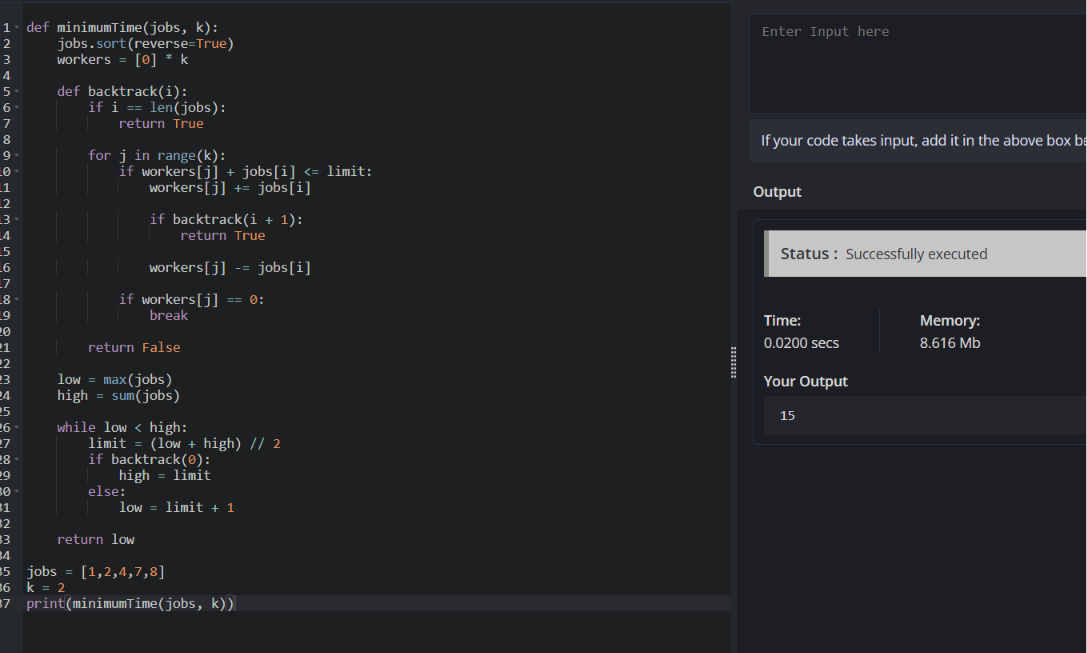 1 def minimumTime(jobs, k):
2     jobs.sort(reverse=True)
3     workers = [0] * k
4
5     def backtrack(i):
6         if i == len(jobs):
7             return True
8
9         for j in range(k):
10             if workers[j] + jobs[i] <= limit:
11                 workers[j] += jobs[i]
12
13                 if backtrack(i + 1):
14                     return True
15
16                 workers[j] -= jobs[i]
17
18             if workers[j] == 0:
19                 break
20
21         return False
22
23     low = max(jobs)
24     high = sum(jobs)
25
26     while low < high:
27         limit = (low + high) // 2
28         if backtrack(0):
29             high = limit
30         else:
31             low = limit + 1
32
33     return low
34
35 jobs = [1,2,4,7,8]
36 k = 2
37 print(minimumTime(jobs, k))
Enter Input here
If your code takes input, add it in the above box be
Output
Status : Successfully executed
Time:
0.0200 secs
Memory:
8.616 Mb
Your Output
15